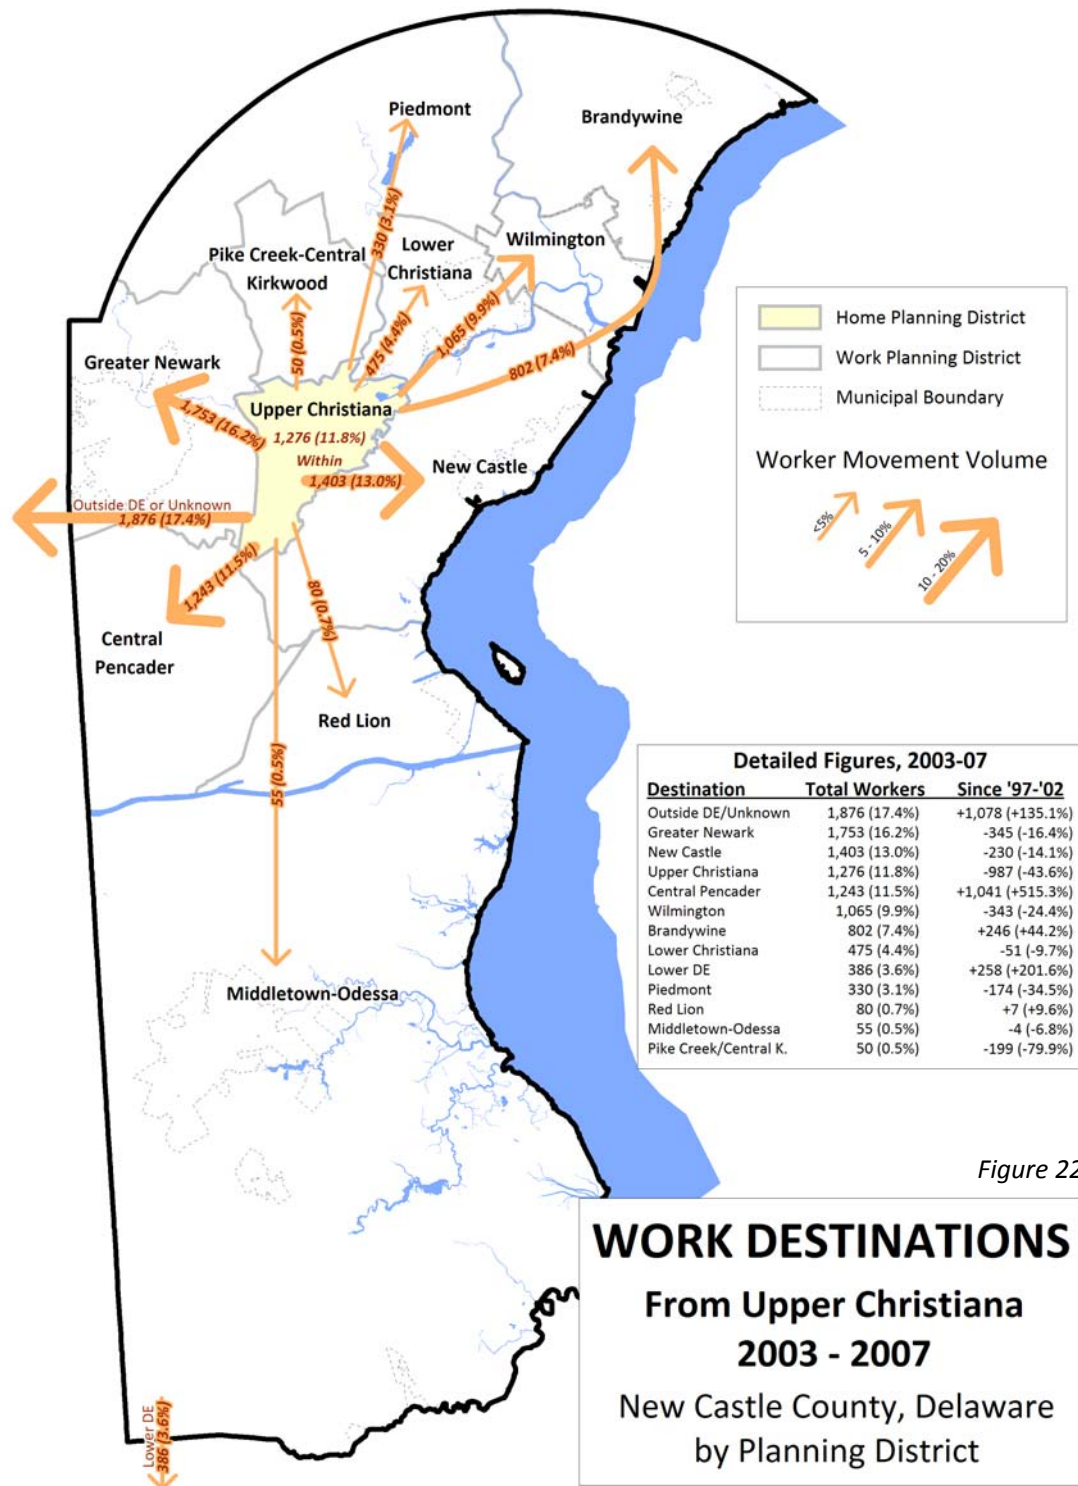 Piedmont
Brandywine
330 (3.1%)
Pike Creek-Central
Kirkwood
Lower
Christiana
Wilmington
50 (0.5%)
475 (4.4%)
1,065 (9.9%)
802 (7.4%)
Greater Newark
1,753 (16.2%)
Upper Christiana
1,276 (11.8%)
Within
1,403 (13.0%)
New Castle
Outside DE or Unknown
1,876 (17.4%)
1,243 (11.5%)
80 (0.7%)
Central
Pencader
Red Lion
55 (0.5%)
Middletown-Odessa
Lower DE
386 (3.6%)
Home Planning District
Work Planning District
Municipal Boundary
Worker Movement Volume
<5%
5 - 10%
10 - 20%
Detailed Figures, 2003-07
Destination Total Workers Since '97-'02
Outside DE/Unknown 1,876 (17.4%) +1,078 (+135.1%)
Greater Newark 1,753 (16.2%) -345 (-16.4%)
New Castle 1,403 (13.0%) -230 (-14.1%)
Upper Christiana 1,276 (11.8%) -987 (-43.6%)
Central Pencader 1,243 (11.5%) +1,041 (+515.3%)
Wilmington 1,065 (9.9%) -343 (-24.4%)
Brandywine 802 (7.4%) +246 (+44.2%)
Lower Christiana 475 (4.4%) -51 (-9.7%)
Lower DE 386 (3.6%) +258 (+201.6%)
Piedmont 330 (3.1%) -174 (-34.5%)
Red Lion 80 (0.7%) +7 (+9.6%)
Middletown-Odessa 55 (0.5%) -4 (-6.8%)
Pike Creek/Central K. 50 (0.5%) -199 (-79.9%)
Figure 22
WORK DESTINATIONS
From Upper Christiana
2003 - 2007
New Castle County, Delaware
by Planning District